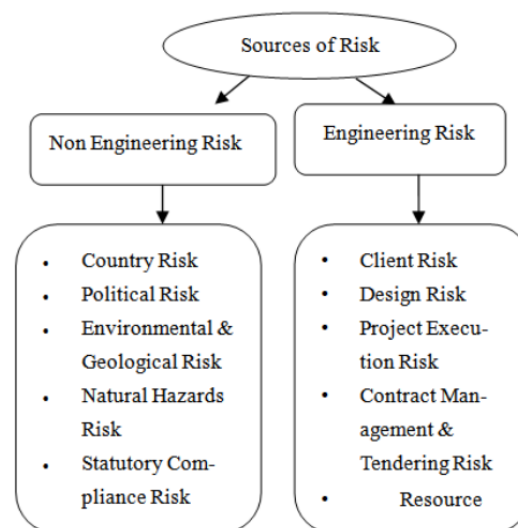 Sources of Risk
Non Engineering Risk
Engineering Risk
• Country Risk
• Political Risk
• Environmental &
Geological Risk
• Natural Hazards
Risk
• Statutory Com-
pliance Risk
• Client Risk
• Design Risk
• Project Execu-
tion Risk
• Contract Man-
agement &
Tendering Risk
• Resource